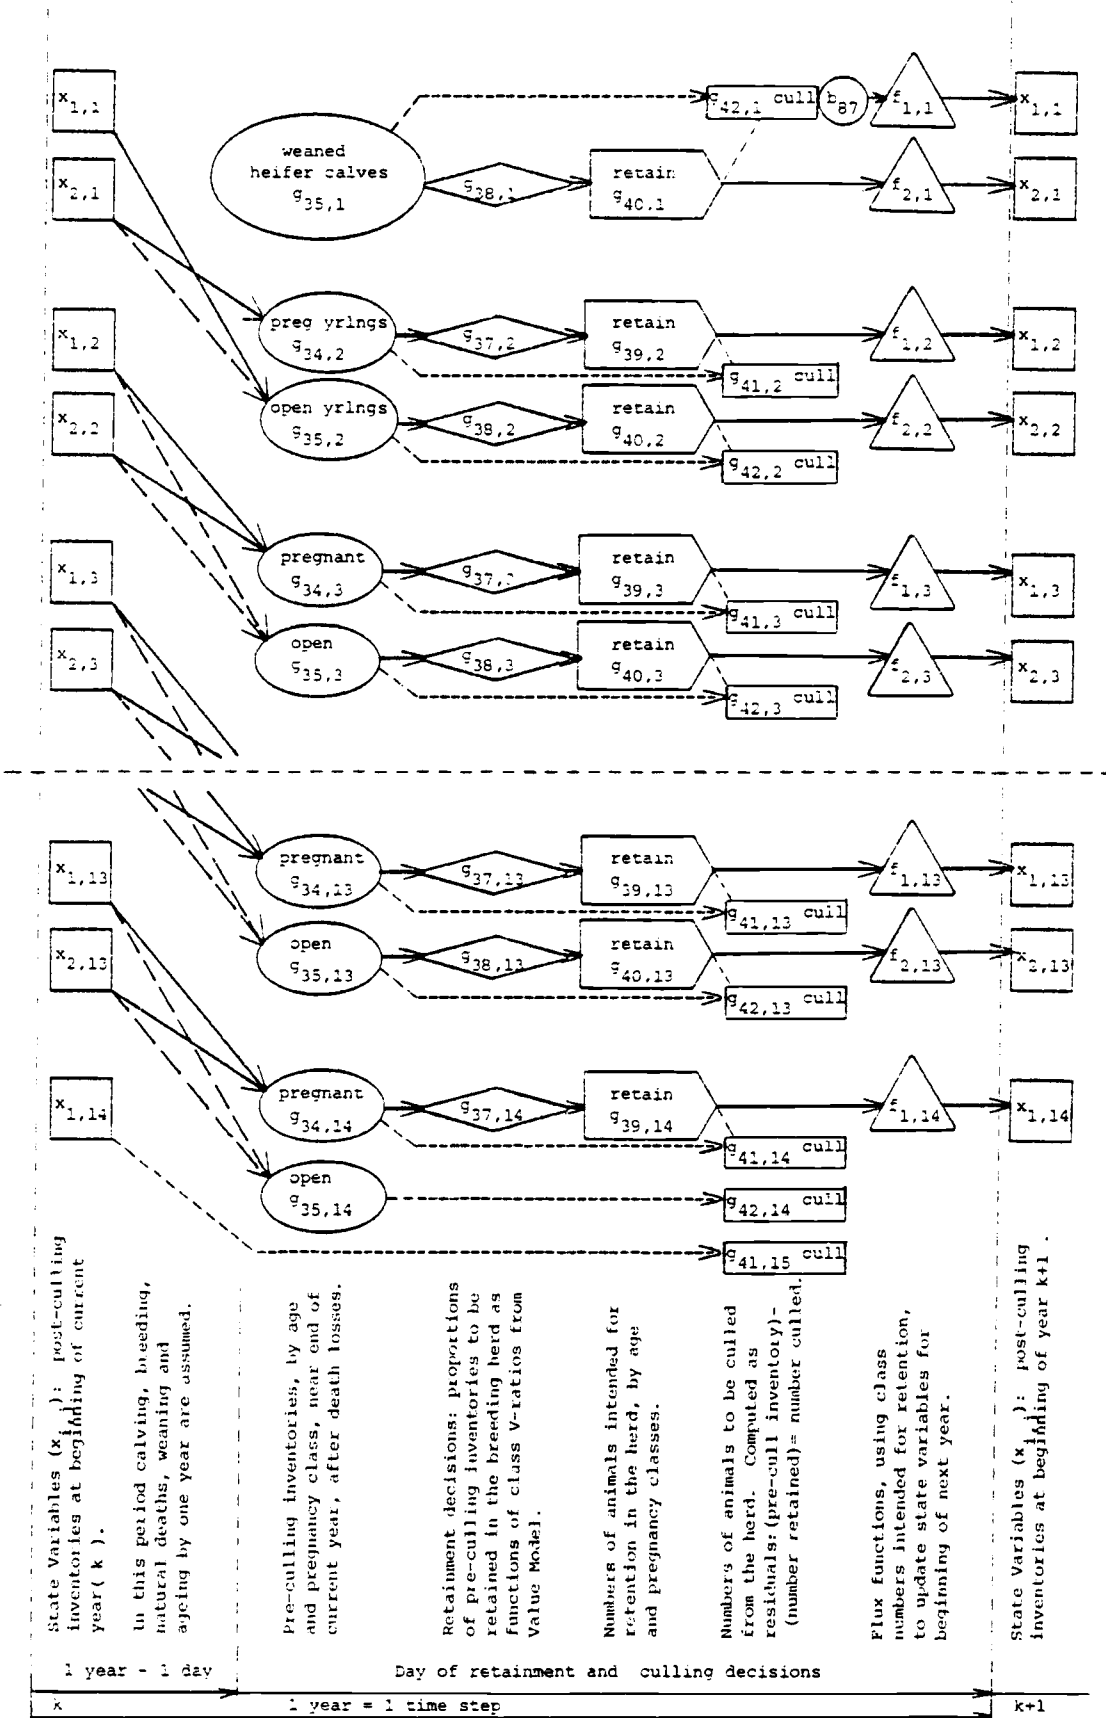 x1,1
weaned
heifer calves
g35,1
g38,1
retain
g40,1
g42,1 cull
b87
f1,1
x1,1
x2,1
f2,1
x2,1
x1,2
preg yrlngs
g34,2
g37,2
retain
g39,2
g41,2 cull
f1,2
x1,2
x2,2
open yrlngs
g35,2
g38,2
retain
g40,2
g42,2 cull
f2,2
x2,2
x1,3
pregnant
g34,3
g37,3
retain
g39,3
g41,3 cull
f1,3
x1,3
x2,3
open
g35,3
g38,3
retain
g40,3
g42,3 cull
f2,3
x2,3
x1,13
pregnant
g34,13
g37,13
retain
g39,13
g41,13 cull
f1,13
x1,13
x2,13
open
g35,13
g38,13
retain
g40,13
g42,13 cull
f2,13
x2,13
x1,14
pregnant
g34,14
g37,14
retain
g39,14
g41,14 cull
f1,14
x1,14
open
g35,14
g42,14 cull
g41,15 cull
State Variables (xi,j): post-culling
inventories at beginning of current
year( k ).
In this period calving, breeding,
natural deaths, weaning and
ageing by one year are assumed.
Pre-culling inventories, by age
and pregnancy class, near end of
current year, after death losses.
Retainment decisions: proportions
of pre-culling inventories to be
retained in the breeding herd as
functions of class V-ratios from
Value Model.
Numbers of animals intended for
retention in the herd, by age
and pregnancy classes.
Numbers of animals to be culled
from the herd. Computed as
residuals:(pre-cull inventory)-
(number retained)= number culled.
Flux functions, using class
numbers intended for retention,
to update state variables for
beginning of next year.
State Variables (xi,j): post-culling
inventories at beginning of year k+1 .
1 year - 1 day
Day of retainment and culling decisions
k
1 year = 1 time step
k+1